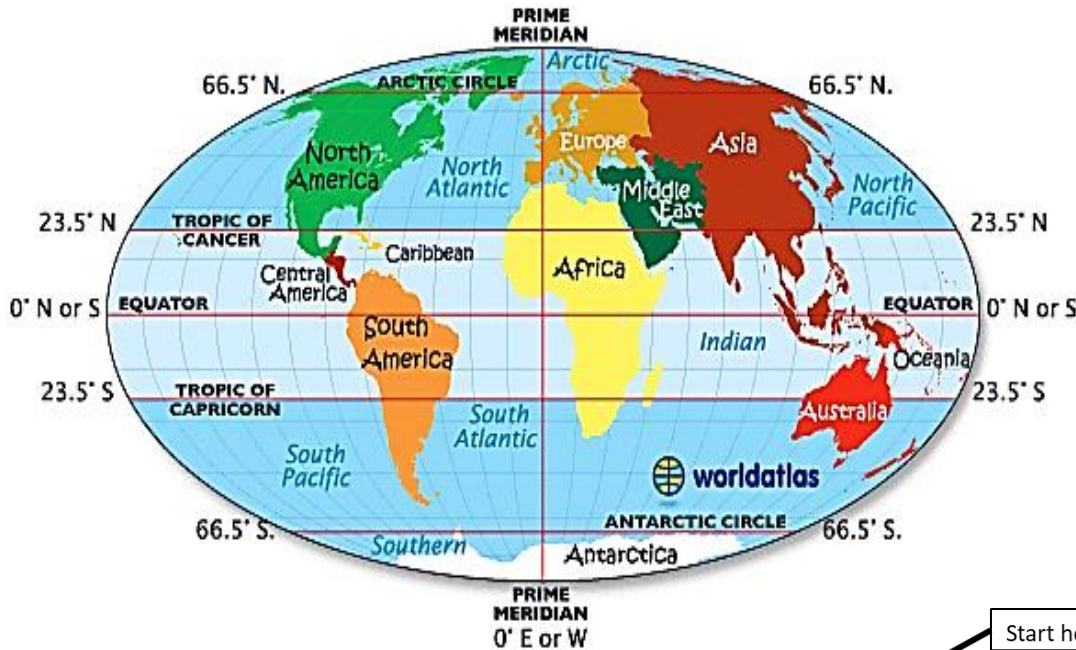 PRIME
MERIDIAN
Arctic
66.5° N.
ARCTIC CIRCLE
66.5° N.
North
America
North
Atlantic
Europe
Asia
Middle
East
North
Pacific
23.5° N
TROPIC OF
CANCER
23.5° N
Caribbean
Central
America
Africa
0° N or S
EQUATOR
EQUATOR
0° N or S
South
America
Indian
Oceania
23.5° S
TROPIC OF
CAPRICORN
23.5° S
Australia
South
Atlantic
South
Pacific
worldatlas
66.5° S.
ANTARCTIC CIRCLE
66.5° S.
Southern
Antarctica
PRIME
MERIDIAN
0° E or W
Start